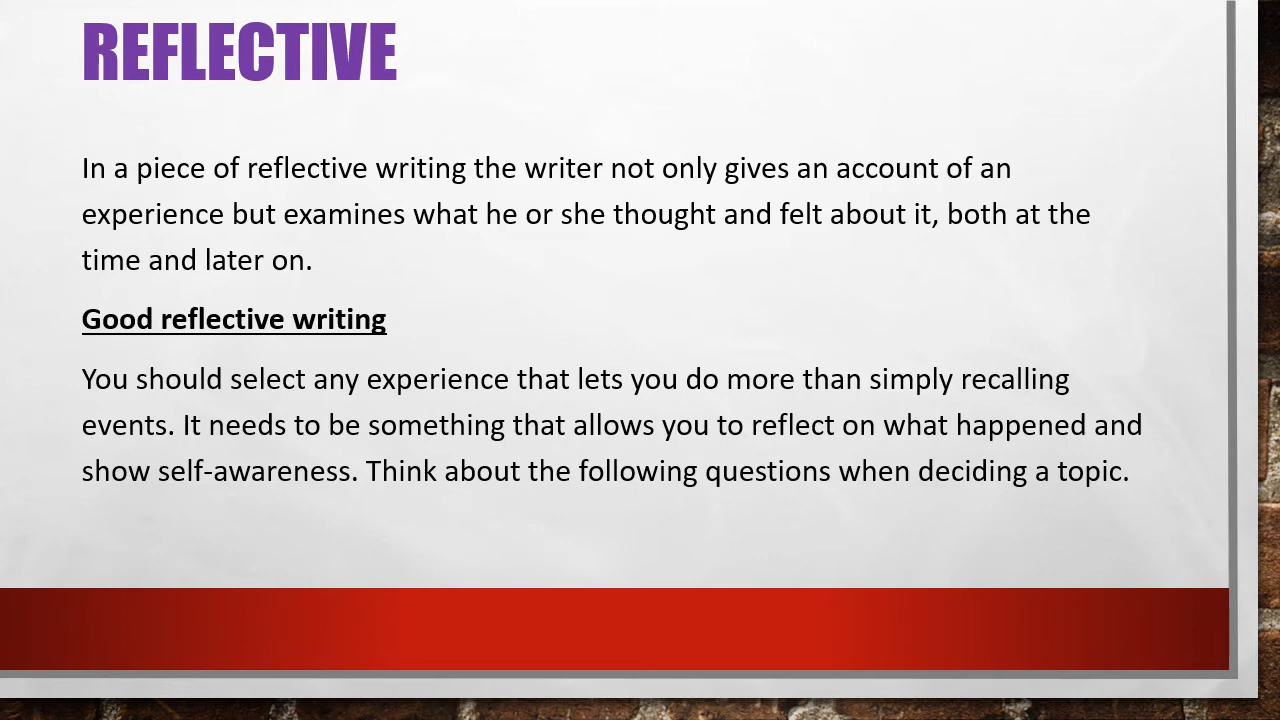 REFLECTIVE
In a piece of reflective writing the writer not only gives an account of an
experience but examines what he or she thought and felt about it, both at the
time and later on.
Good reflective writing
You should select any experience that lets you do more than simply recalling
events. It needs to be something that allows you to reflect on what happened and
show self-awareness. Think about the following questions when deciding a topic.